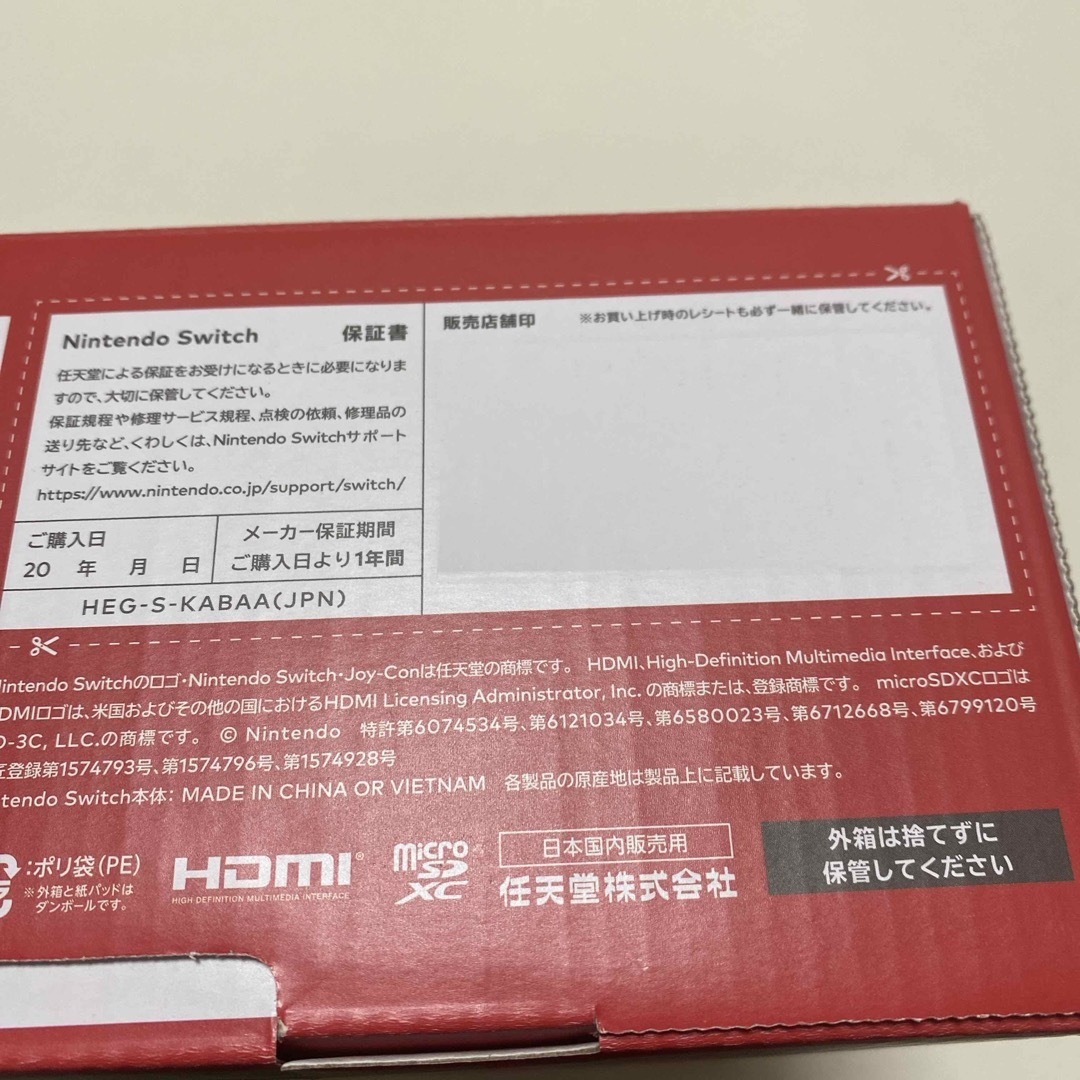 Nintendo Switch 保証書
任天堂による保証をお受けになるときに必要になりま
すので、大切に保管してください。
保証規程や修理サービス規程、点検の依頼、修理品の
送り先など、くわしくは、Nintendo Switchサポート
サイトをご覧ください。
https://www.nintendo.co.jp/support/switch/
ご購入日
20 年 月 日
メーカー保証期間
ご購入日より1年間
HEG-S-KABAA(JPN)
販売店舗印 ※お買い上げ時のレシートも必ず一緒に保管してください。
Nintendo Switchのロゴ・Nintendo Switch・Joy-Conは任天堂の商標です。 HDMI、High-Definition Multimedia Interface、および
HDMIロゴは、米国およびその他の国におけるHDMI Licensing Administrator, Inc. の商標または、登録商標です。 microSDXCロゴは
D-3C, LLC.の商標です。 © Nintendo 特許第6074534号、第6121034号、第6580023号、第6712668号、第6799120号
匠登録第1574793号、第1574796号、第1574928号
ntendo Switch本体： MADE IN CHINA OR VIETNAM 各製品の原産地は製品上に記載しています。
:ポリ袋(PE)
※外箱と紙パッドは
ダンボールです。
HDMI®
HIGH-DEFINITION MULTIMEDIA INTERFACE
micro
SD
XC
日本国内販売用
任天堂株式会社
外箱は捨てずに
保管してください